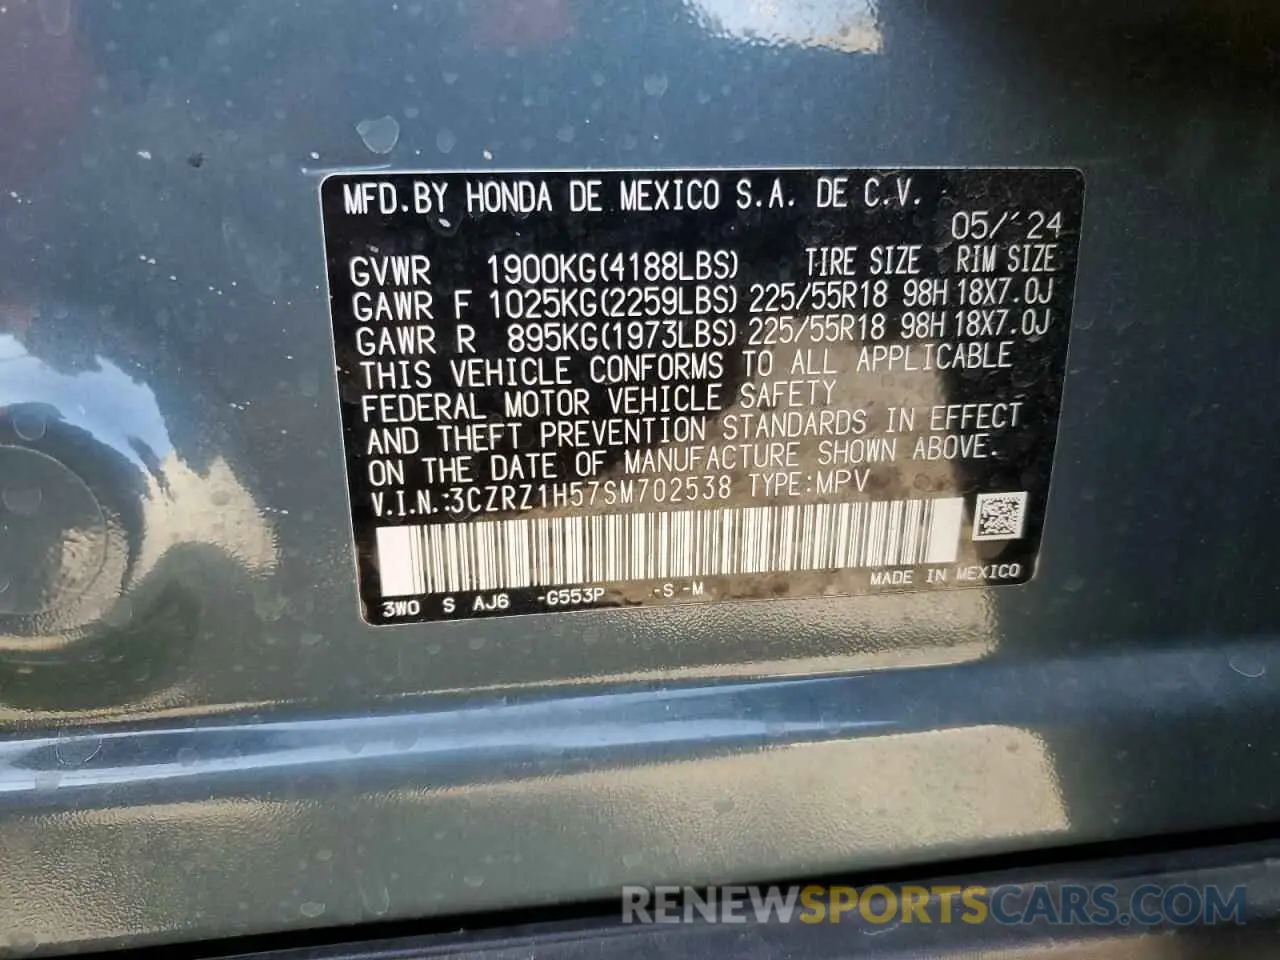 MFD.BY HONDA DE MEXICO S.A. DE C.V.
05/´24
GVWR 1900KG(4188LBS) TIRE SIZE RIM SIZE
GAWR F 1025KG(2259LBS) 225/55R18 98H 18X7.0J
GAWR R 895KG(1973LBS) 225/55R18 98H 18X7.0J
THIS VEHICLE CONFORMS TO ALL APPLICABLE
FEDERAL MOTOR VEHICLE SAFETY
AND THEFT PREVENTION STANDARDS IN EFFECT
ON THE DATE OF MANUFACTURE SHOWN ABOVE.
V.I.N.:3CZRZ1H57SM702538 TYPE:MPV
MADE IN MEXICO
3WO S AJ6 -G553P -S -M
RENEWSPORTSCARS.COM